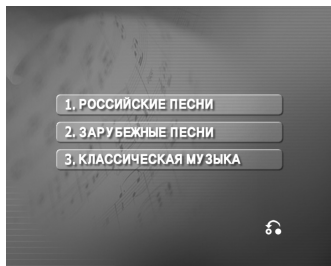 1. РОССИЙСКИЕ ПЕСНИ
2. ЗАРУБЕЖНЫЕ ПЕСНИ
3. КЛАССИЧЕСКАЯ МУЗЫКА